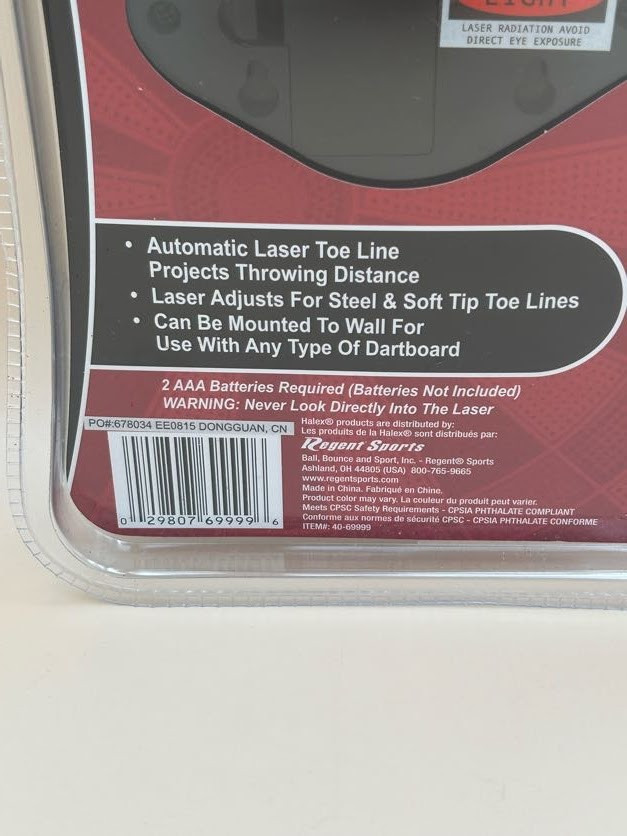 LIGHT
LASER RADIATION AVOID
DIRECT EYE EXPOSURE
• Automatic Laser Toe Line
Projects Throwing Distance
• Laser Adjusts For Steel & Soft Tip Toe Lines
• Can Be Mounted To Wall For
Use With Any Type Of Dartboard
2 AAA Batteries Required (Batteries Not Included)
WARNING: Never Look Directly Into The Laser
PO#:678034 EE0815 DONGGUAN, CN
0 29807 69999 6
Halex® products are distributed by:
Les produits de la Halex® sont distribués par:
Regent Sports
Ball, Bounce and Sport, Inc. - Regent® Sports
Ashland, OH 44805 (USA) 800-765-9665
www.regentsports.com
Made in China. Fabriqué en Chine.
Product color may vary. La couleur du produit peut varier.
Meets CPSC Safety Requirements - CPSIA PHTHALATE COMPLIANT
Conforme aux normes de sécurité CPSC - CPSIA PHTHALATE CONFORME
ITEM#: 40-69999